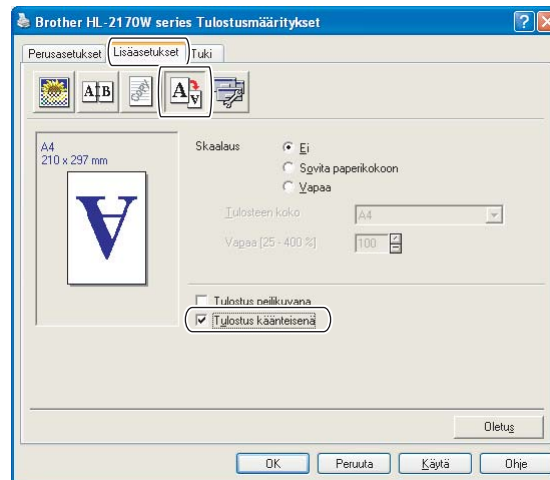 Brother HL-2170W series Tulostusmääritykset
Perusasetukset Lisäasetukset Tuki
A B A A
A4
210 x 297 mm
A
Skaalaus Ei
Sovita paperikokoon
Vapaa
Tulosteen koko A4
Vapaa [25 - 400 %] 100
Tulostus peilikuvana
Tulostus käänteisenä
Oletus
OK Peruuta Käytä Ohje